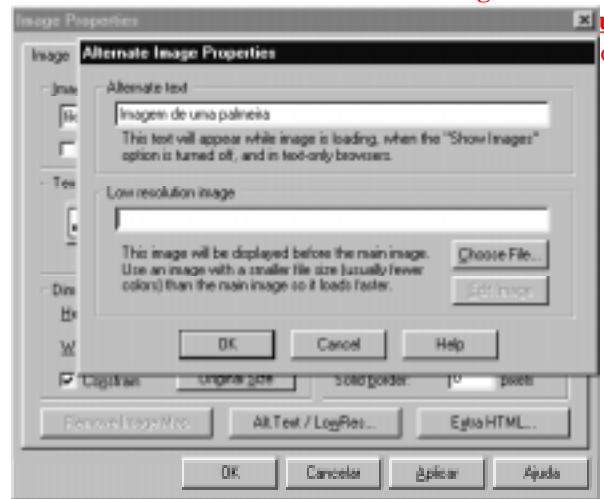 Image Properties
Image
Alternate Image Properties
Alternate text
Imagem de uma palmeira
This text will appear while image is loading, when the "Show Images"
option is turned off, and in text-only browsers.
Low resolution image
This image will be displayed before the main image.
Use an image with a smaller file size (usually fewer
colors) than the main image so it loads faster.
Choose File...
Edit Image
OK Cancel Help
Constrain Original Size Solid border: 0 pixels
Remove Image Map Alt.Text / LowRes... Extra HTML...
OK Cancelar Aplicar Ajuda